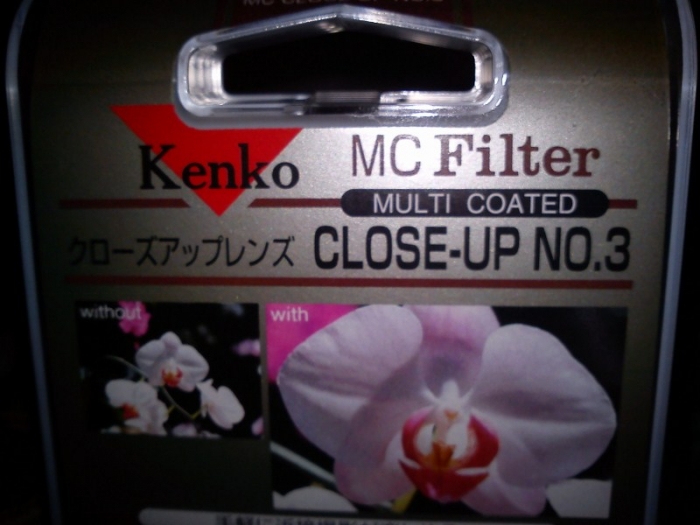 Kenko
MC Filter
MULTI COATED
クローズアップレンズ CLOSE-UP NO.3
without
with